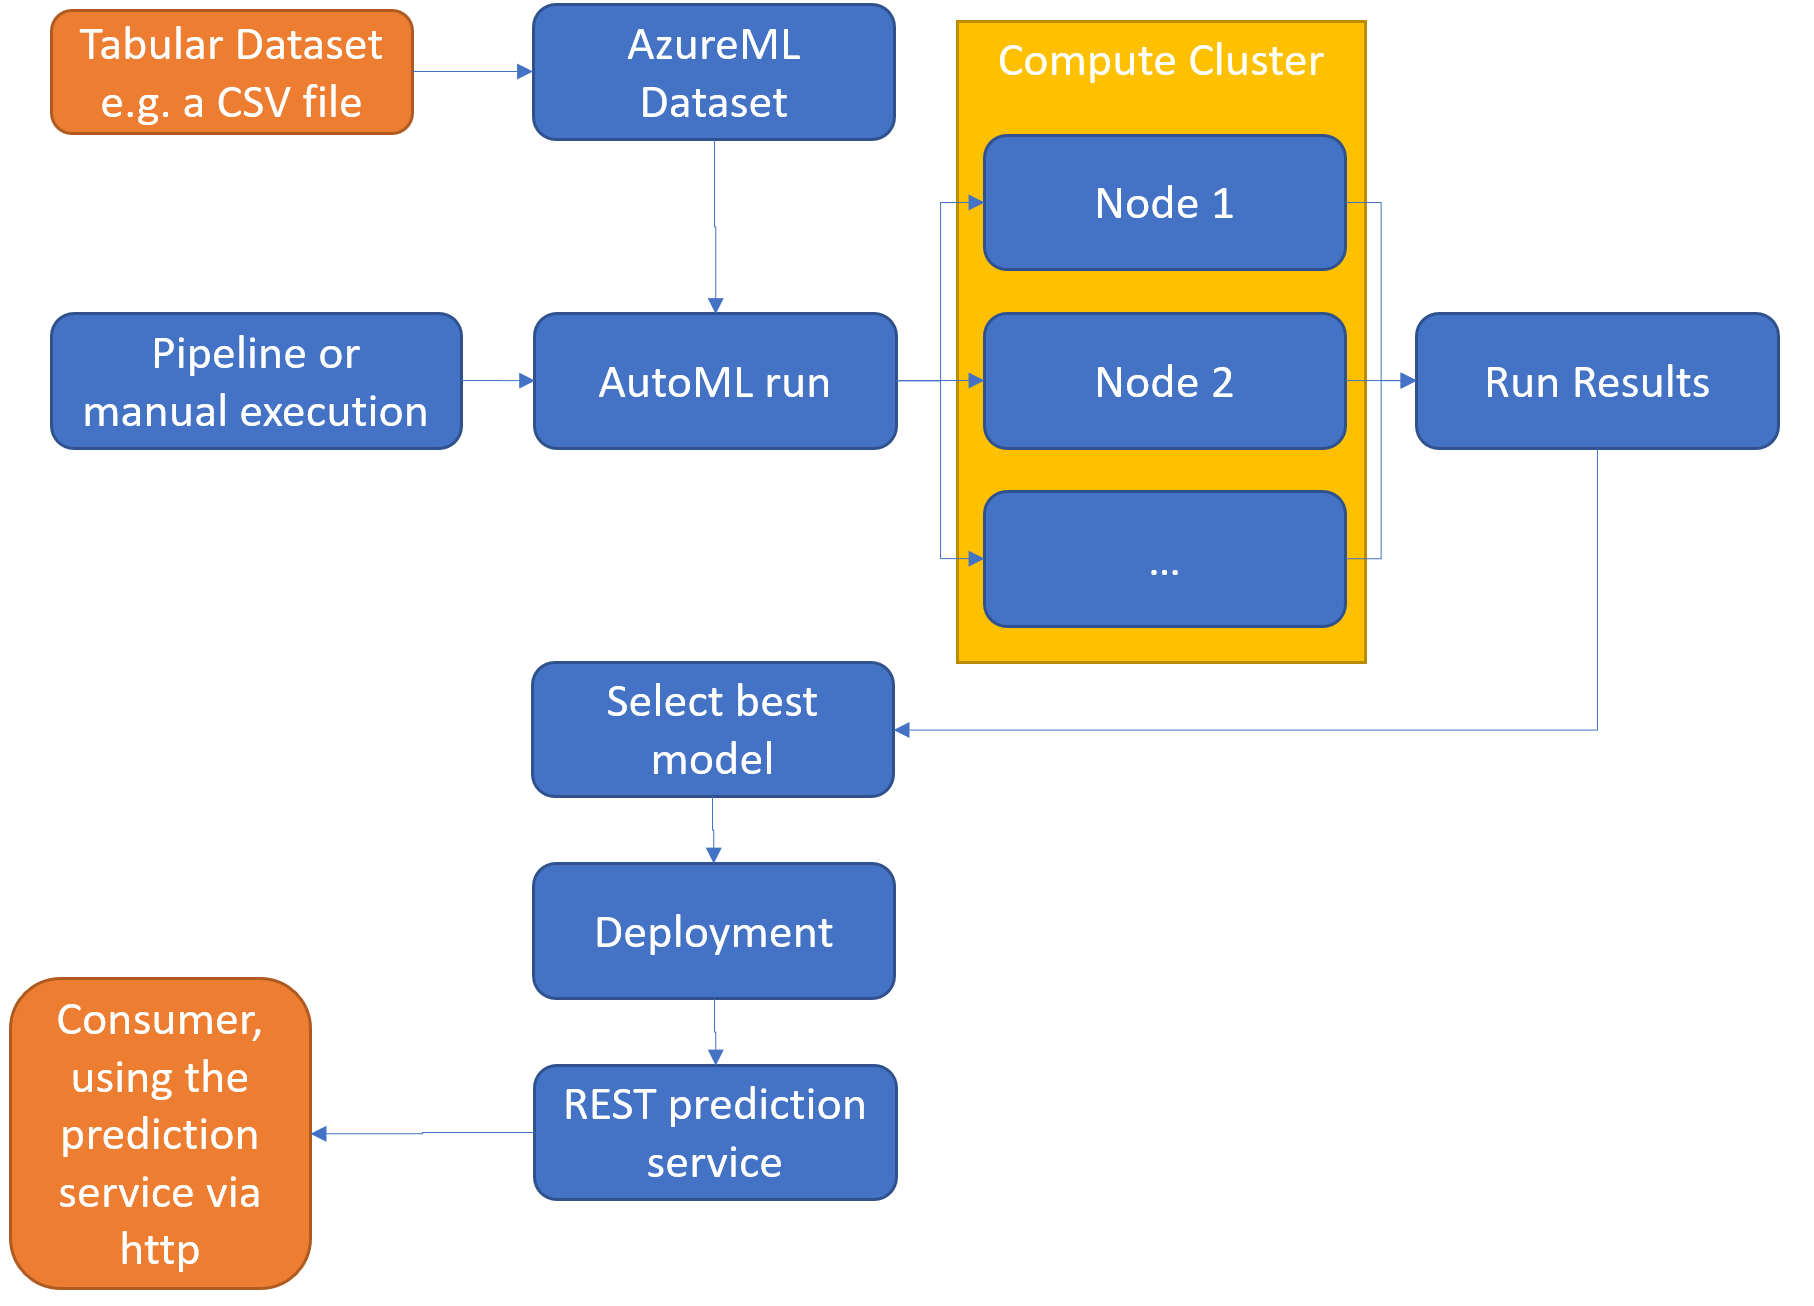 Tabular Dataset
e.g. a CSV file
AzureML
Dataset
Compute Cluster
Node 1
Pipeline or
manual execution
AutoML run
Node 2
Run Results
...
Select best
model
Deployment
REST prediction
service
Consumer,
using the
prediction
service via
http